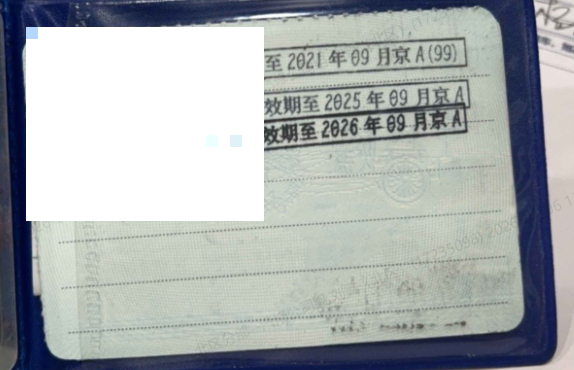 至 2021 年 09 月京 A (99)
效期至 2025 年 09 月京 A
效期至 2026 年 09 月京 A